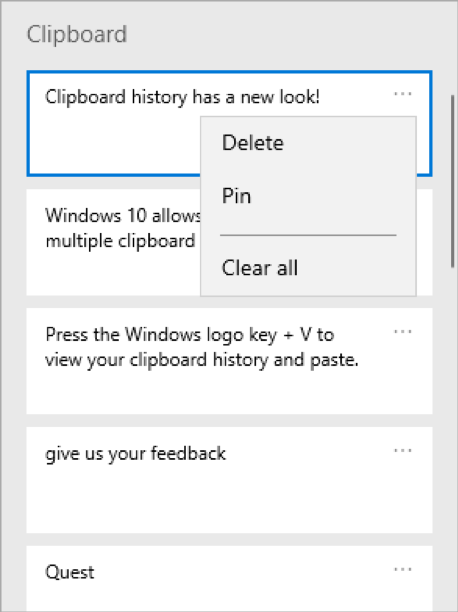 Clipboard
Clipboard history has a new look!
Delete
Pin
Clear all
Windows 10 allows
multiple clipboard
Press the Windows logo key + V to
view your clipboard history and paste.
give us your feedback
Quest